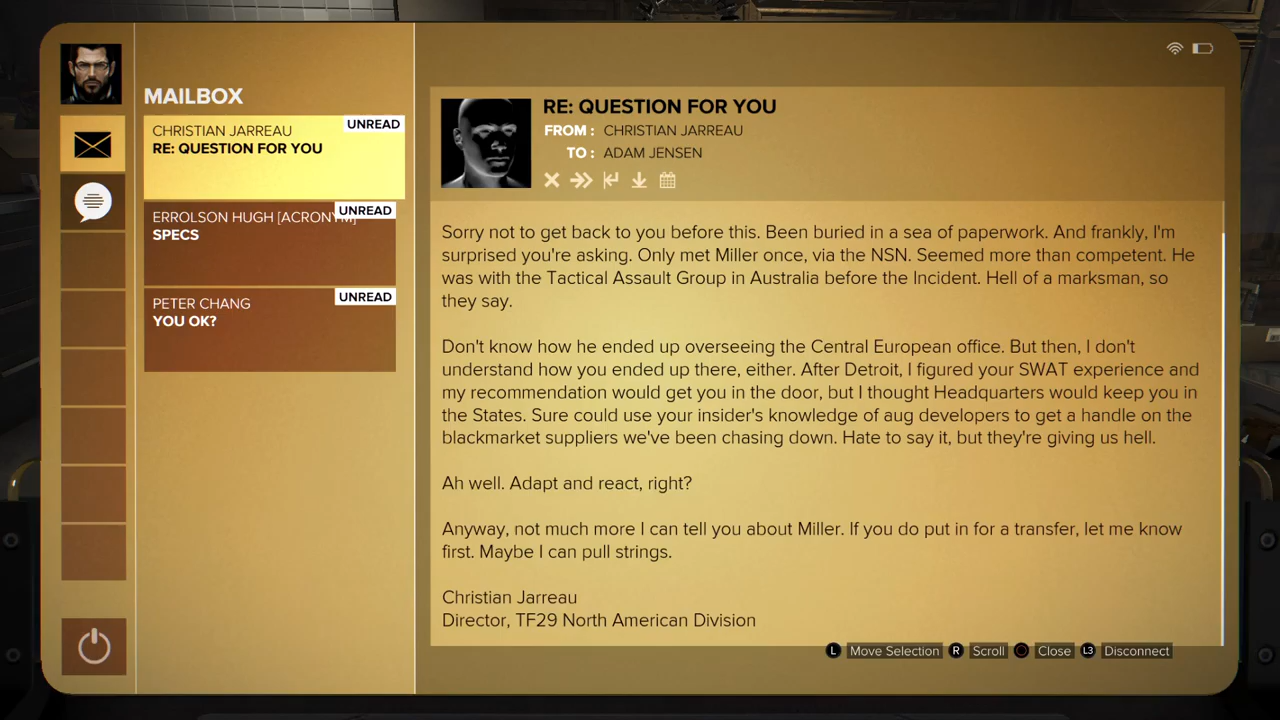 MAILBOX
CHRISTIAN JARREAU
UNREAD
RE: QUESTION FOR YOU
ERROLSON HUGH [ACRONYM]
UNREAD
SPECS
PETER CHANG
UNREAD
YOU OK?
RE: QUESTION FOR YOU
FROM : CHRISTIAN JARREAU
TO : ADAM JENSEN
Sorry not to get back to you before this. Been buried in a sea of paperwork. And frankly, I'm
surprised you're asking. Only met Miller once, via the NSN. Seemed more than competent. He
was with the Tactical Assault Group in Australia before the Incident. Hell of a marksman, so
they say.
Don't know how he ended up overseeing the Central European office. But then, I don't
understand how you ended up there, either. After Detroit, I figured your SWAT experience and
my recommendation would get you in the door, but I thought Headquarters would keep you in
the States. Sure could use your insider's knowledge of aug developers to get a handle on the
blackmarket suppliers we've been chasing down. Hate to say it, but they're giving us hell.
Ah well. Adapt and react, right?
Anyway, not much more I can tell you about Miller. If you do put in for a transfer, let me know
first. Maybe I can pull strings.
Christian Jarreau
Director, TF29 North American Division
L Move Selection R Scroll Close L3 Disconnect